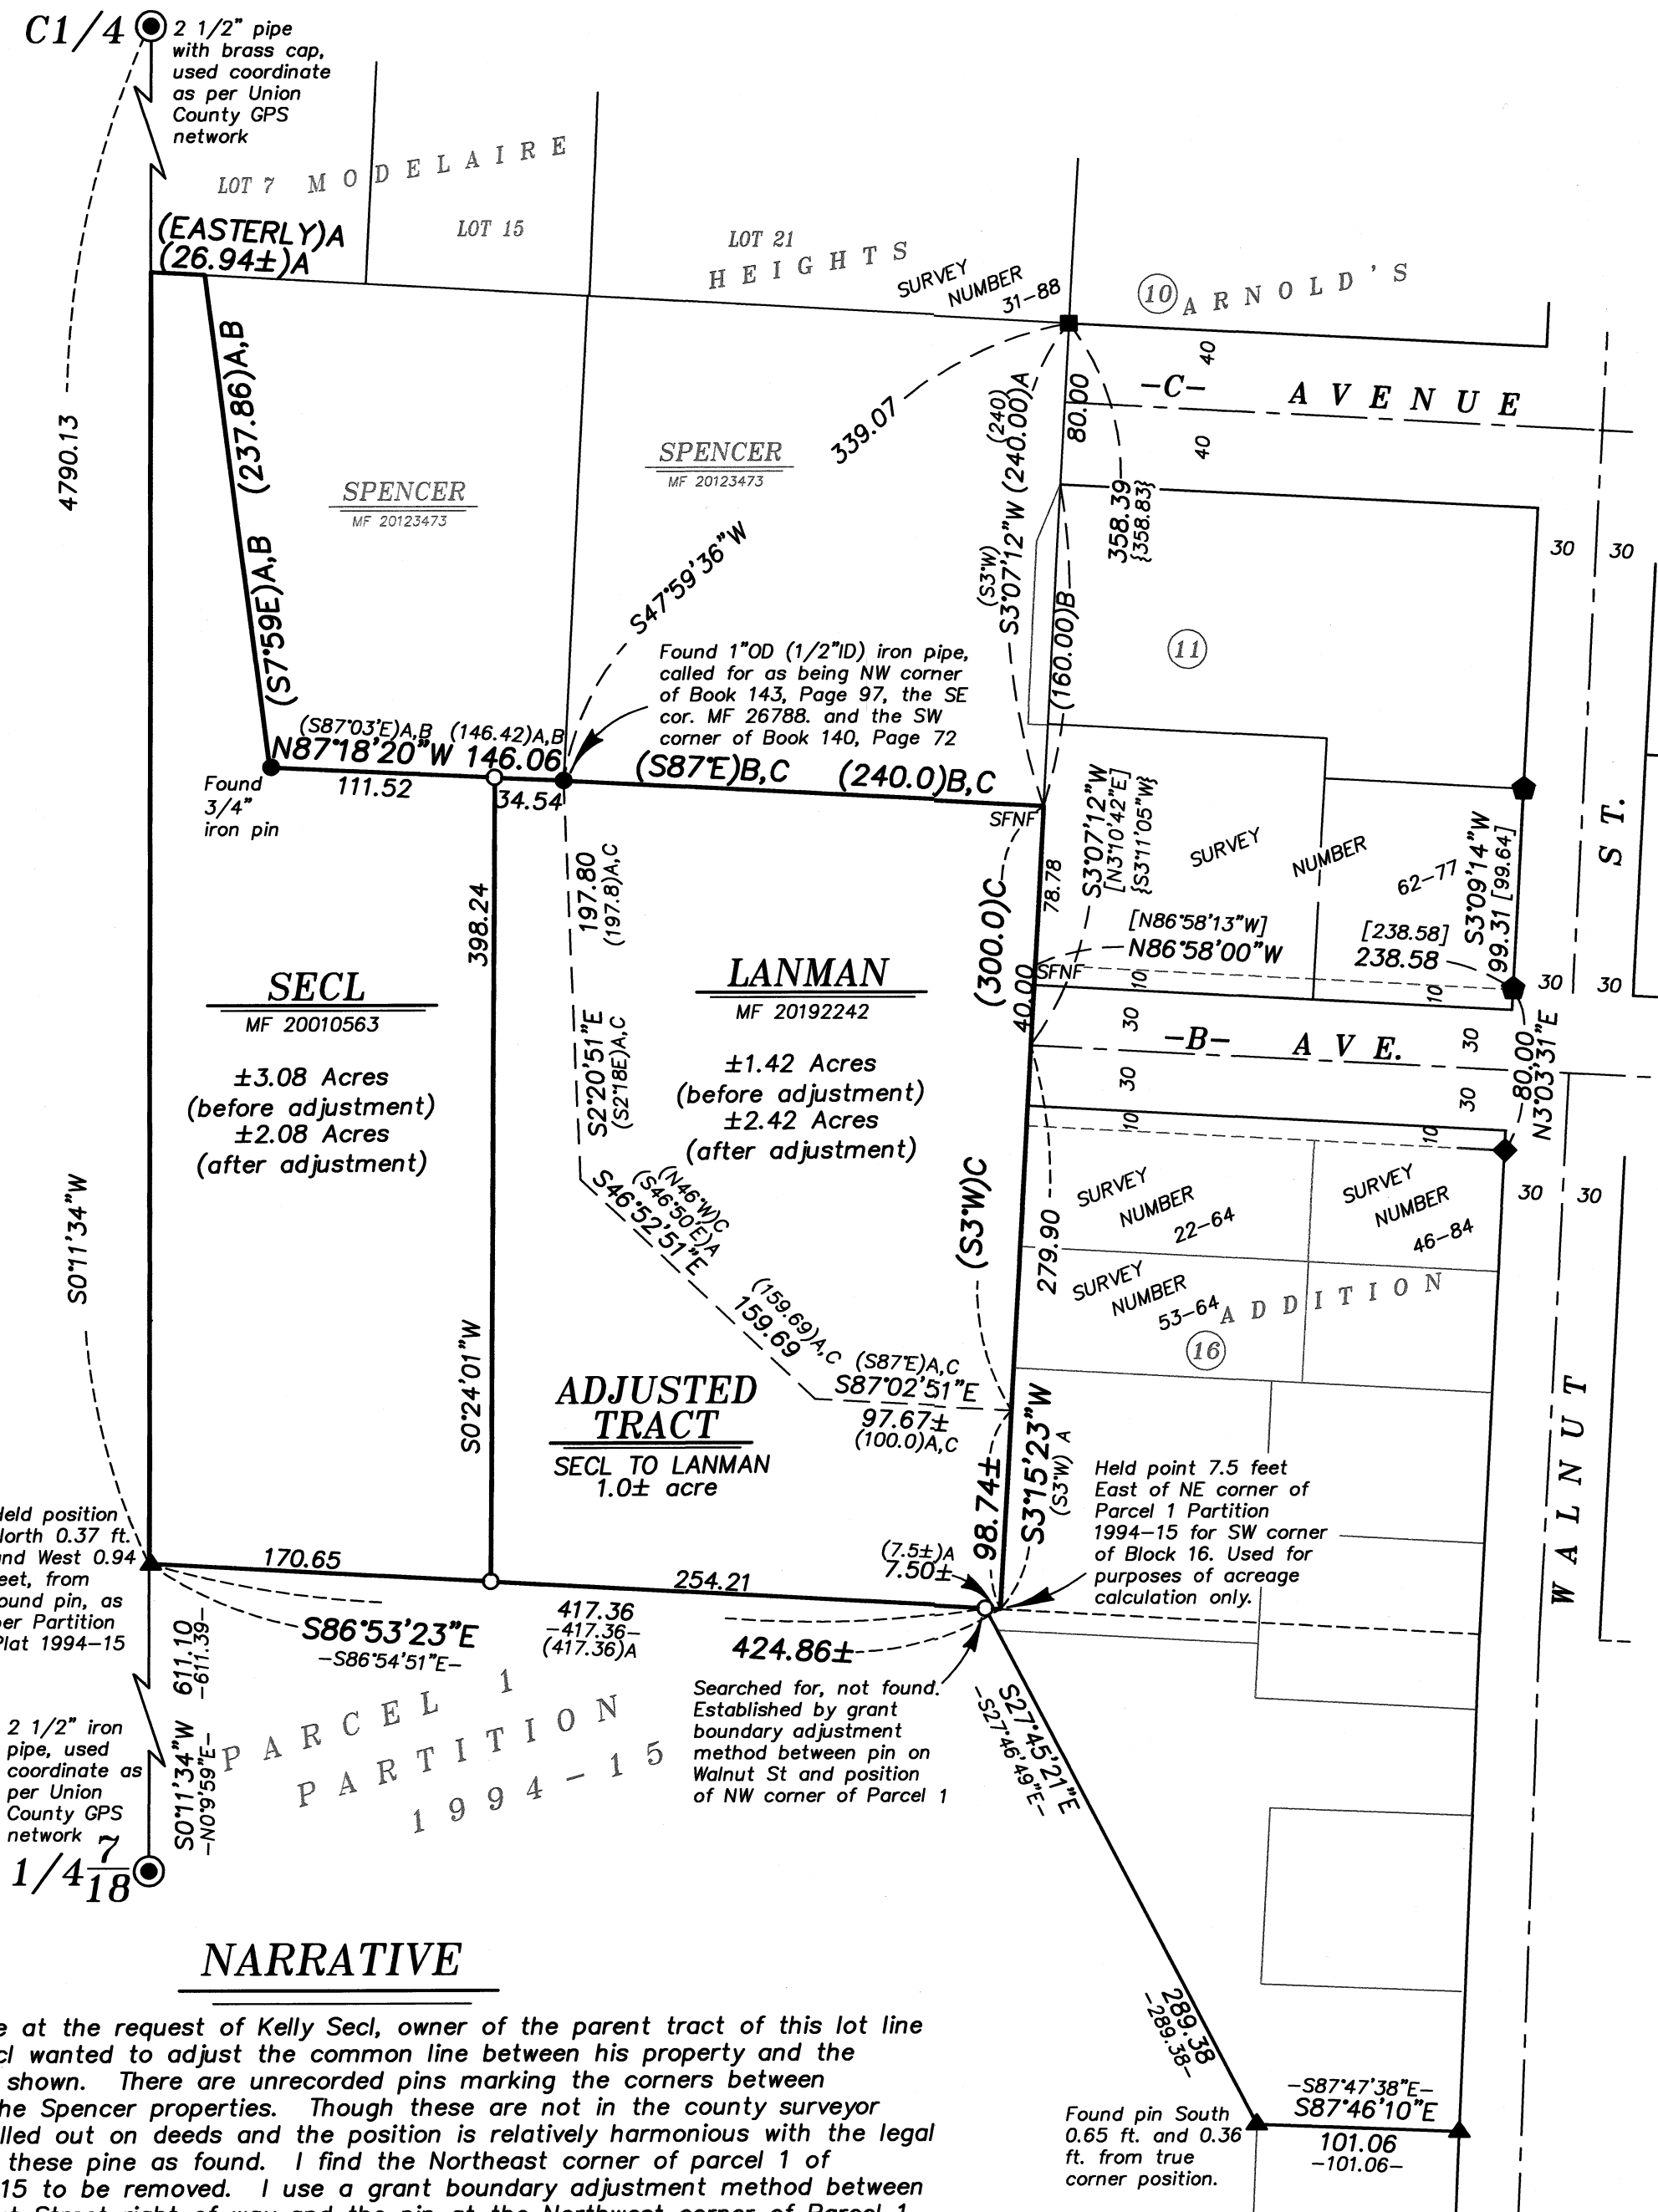 C1/4
2 1/2" pipe
with brass cap,
used coordinate
as per Union
County GPS
network
LOT 7
MODELAIRE
LOT 15
LOT 21
HEIGHTS
SURVEY
NUMBER
31-88
10
ARNOLD'S
(EASTERLY)A
(26.94±)A
4790.13
(S7°59E)A,B (237.86)A,B
SPENCER
MF 20123473
SPENCER
MF 20123473
339.07
S47°59'36"W
(240)
(S3°W)
S3°07'12"W (240.00)A
80.00
40
-C- AVENUE
40
358.39
{358.83}
(160.00)B
11
30 30
Found 1"OD (1/2"ID) iron pipe,
called for as being NW corner
of Book 143, Page 97, the SE
cor. MF 26788. and the SW
corner of Book 140, Page 72
(S87°03'E)A,B (146.42)A,B
N87°18'20"W 146.06
111.52
34.54
(S87°E)B,C (240.0)B,C
Found
3/4"
iron pin
SFNF
197.80
(197.8)A,C
398.24
(300.0)C
78.78
S3°07'12"W
[N3°10'42"E]
{S3°11'05"W}
SURVEY
NUMBER
62-77
S3°09'14"W
99.31 [99.64]
ST.
[N86°58'13"W]
N86°58'00"W
[238.58]
238.58
SFNF
40.00
10
10
30 30
SECL
MF 20010563
±3.08 Acres
(before adjustment)
±2.08 Acres
(after adjustment)
LANMAN
MF 20192242
±1.42 Acres
(before adjustment)
±2.42 Acres
(after adjustment)
S2°20'51"E
(S2°18E)A,C
30
-B- AVE.
30
30
30
80.00
N3°03'31"E
10
10
S0°11'34"W
(N46°W)C
(S46°50'E)A
S46°52'51"E
(S3°W)C
279.90
SURVEY
NUMBER
22-64
SURVEY
NUMBER
46-84
30 30
SURVEY
NUMBER
53-64
ADDITION
16
(159.69)A,C
159.69
(S87°E)A,C
S87°02'51"E
97.67±
(100.0)A,C
S0°24'01"W
ADJUSTED
TRACT
SECL TO LANMAN
1.0± acre
98.74±
S3°15'23"W
(S3°W) A
WALNUT
Held point 7.5 feet
East of NE corner of
Parcel 1 Partition
1994-15 for SW corner
of Block 16. Used for
purposes of acreage
calculation only.
(7.5±)A
7.50±
Held position
North 0.37 ft.
and West 0.94
feet, from
found pin, as
per Partition
Plat 1994-15
170.65
254.21
S86°53'23"E
-S86°54'51"E-
417.36
-417.36-
(417.36)A
424.86±
S0°11'34"W 611.10
-N0°9'59"E- -611.39-
PARCEL 1
PARTITION
1994-15
Searched for, not found.
Established by grant
boundary adjustment
method between pin on
Walnut St and position
of NW corner of Parcel 1
S27°45'21"E
-S27°46'49"E-
2 1/2" iron
pipe, used
coordinate as
per Union
County GPS
network
1/4 7
18
289.38
-289.38-
-S87°47'38"E-
S87°46'10"E
101.06
-101.06-
Found pin South
0.65 ft. and 0.36
ft. from true
corner position.
NARRATIVE
e at the request of Kelly Secl, owner of the parent tract of this lot line
cl wanted to adjust the common line between his property and the
shown. There are unrecorded pins marking the corners between
he Spencer properties. Though these are not in the county surveyor
lled out on deeds and the position is relatively harmonious with the legal
these pine as found. I find the Northeast corner of parcel 1 of
15 to be removed. I use a grant boundary adjustment method between
Street right of way and the pin at the Northwest corner of Parcel 1